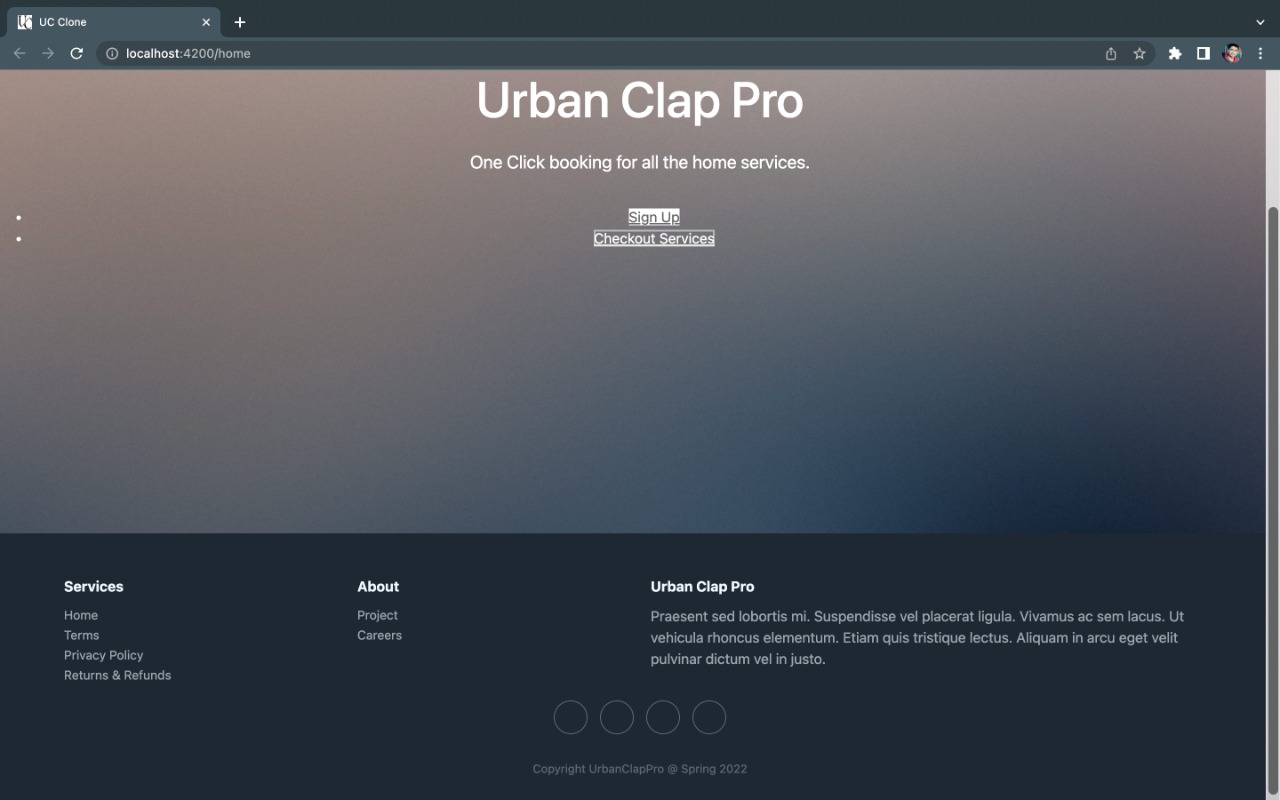 UC Clone
localhost:4200/home
Urban Clap Pro
One Click booking for all the home services.
Sign Up
Checkout Services
Services
Home
Terms
Privacy Policy
Returns & Refunds
About
Project
Careers
Urban Clap Pro
Praesent sed lobortis mi. Suspendisse vel placerat ligula. Vivamus ac sem lacus. Ut
vehicula rhoncus elementum. Etiam quis tristique lectus. Aliquam in arcu eget velit
pulvinar dictum vel in justo.
Copyright UrbanClapPro @ Spring 2022